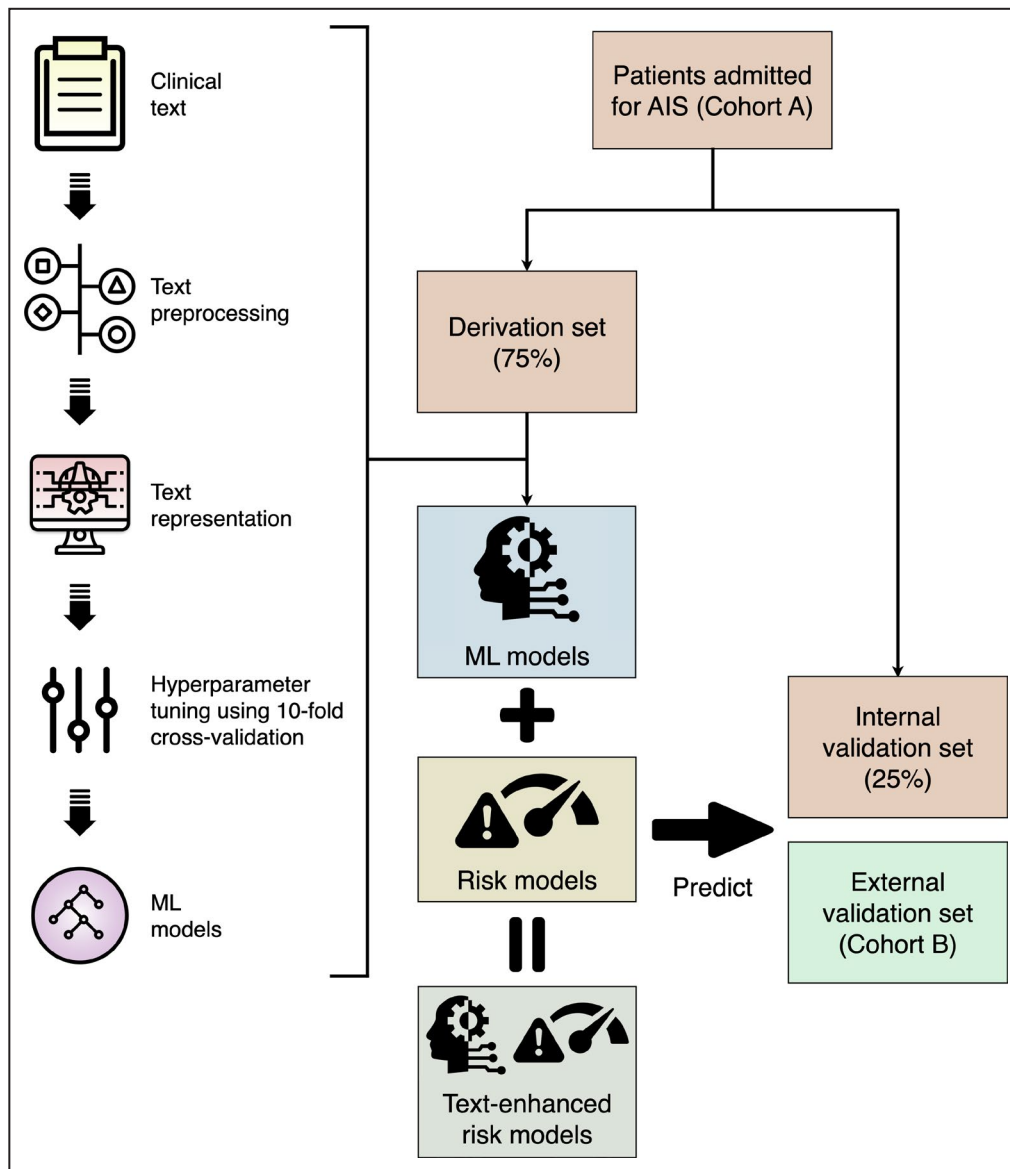 Clinical
text
Text
preprocessing
Text
representation
Hyperparameter
tuning using 10-fold
cross-validation
ML
models
Patients admitted
for AIS (Cohort A)
Derivation set
(75%)
ML models
Risk models
Text-enhanced
risk models
Predict
Internal
validation set
(25%)
External
validation set
(Cohort B)